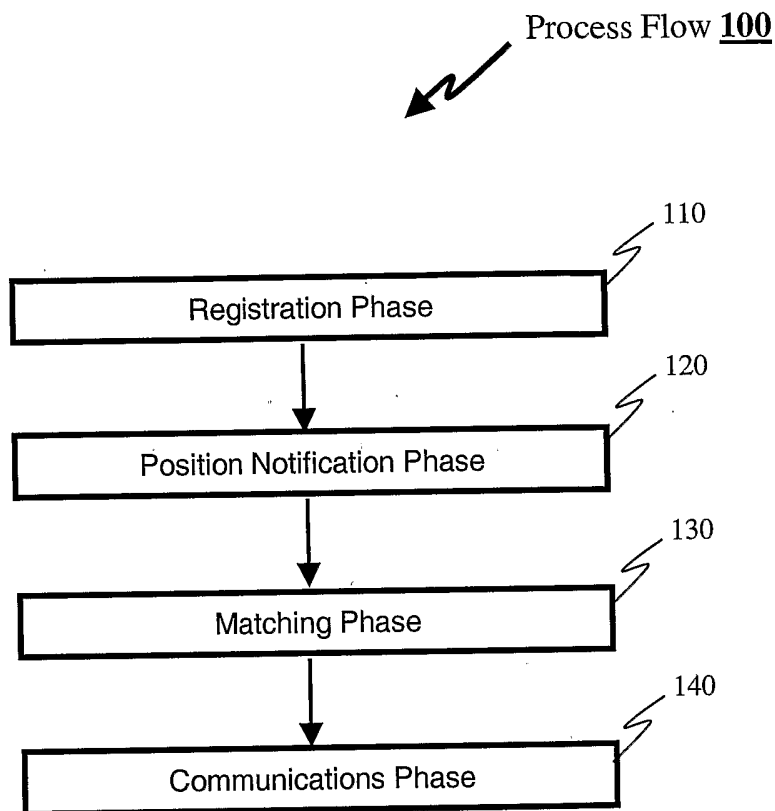 Process Flow 100
110
Registration Phase
120
Position Notification Phase
130
Matching Phase
140
Communications Phase